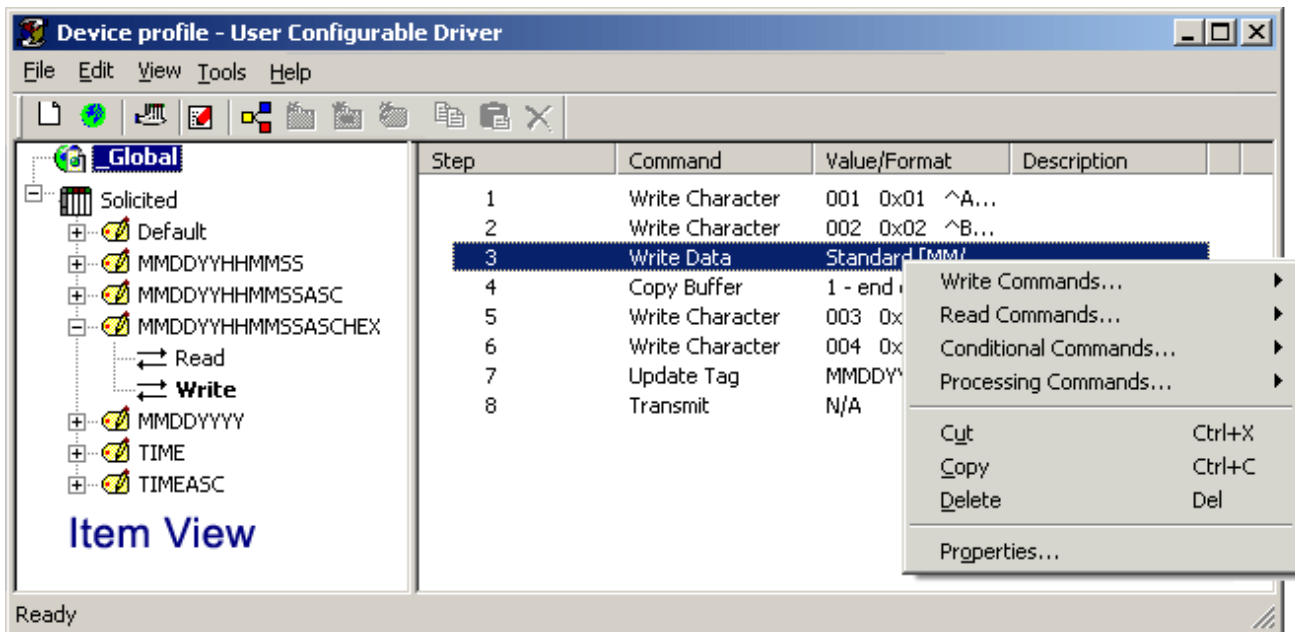 Device profile - User Configurable Driver
File Edit View Tools Help
_Global
Solicited
Default
MMDDYYHHMMSS
MMDDYYHHMMSSASC
MMDDYYHHMMSSASCHEX
Read
Write
MMDDYYYY
TIME
TIMEASC
Item View
Step Command Value/Format Description
1 Write Character 001 0x01 ^A...
2 Write Character 002 0x02 ^B...
3 Write Data Standard [MM/
4 Copy Buffer 1 - end
5 Write Character 003 0x
6 Write Character 004 0x
7 Update Tag MMDDY
8 Transmit N/A
Write Commands...
Read Commands...
Conditional Commands...
Processing Commands...
Cut Ctrl+X
Copy Ctrl+C
Delete Del
Properties...
Ready